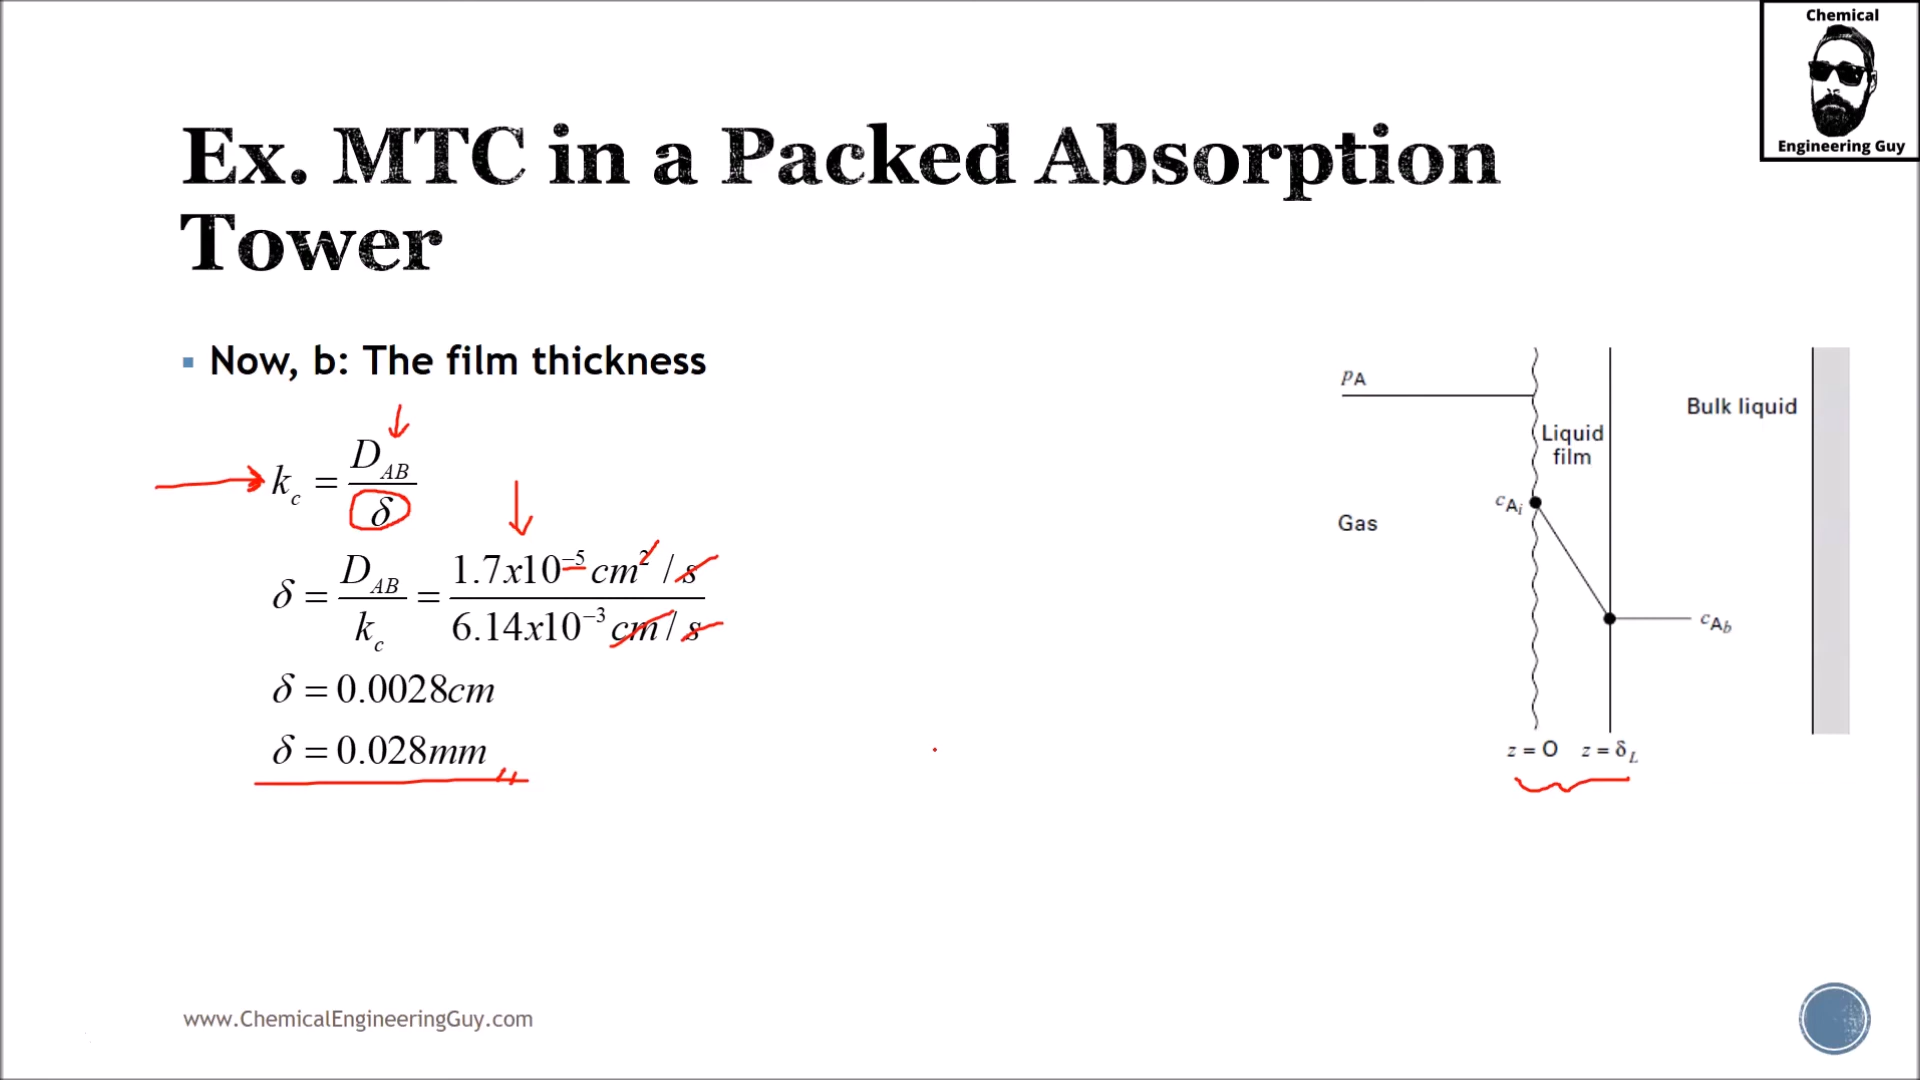 Chemical
Engineering Guy
Ex. MTC in a Packed Absorption
Tower
Now, b: The film thickness
k_c = D_AB / δ
δ = D_AB / k_c = 1.7x10^-5 cm^2 / s / 6.14x10^-3 cm / s
δ = 0.0028cm
δ = 0.028mm
p_A
Bulk liquid
Liquid
film
c_Ai
Gas
c_Ab
z = 0 z = δ_L
www.ChemicalEngineeringGuy.com